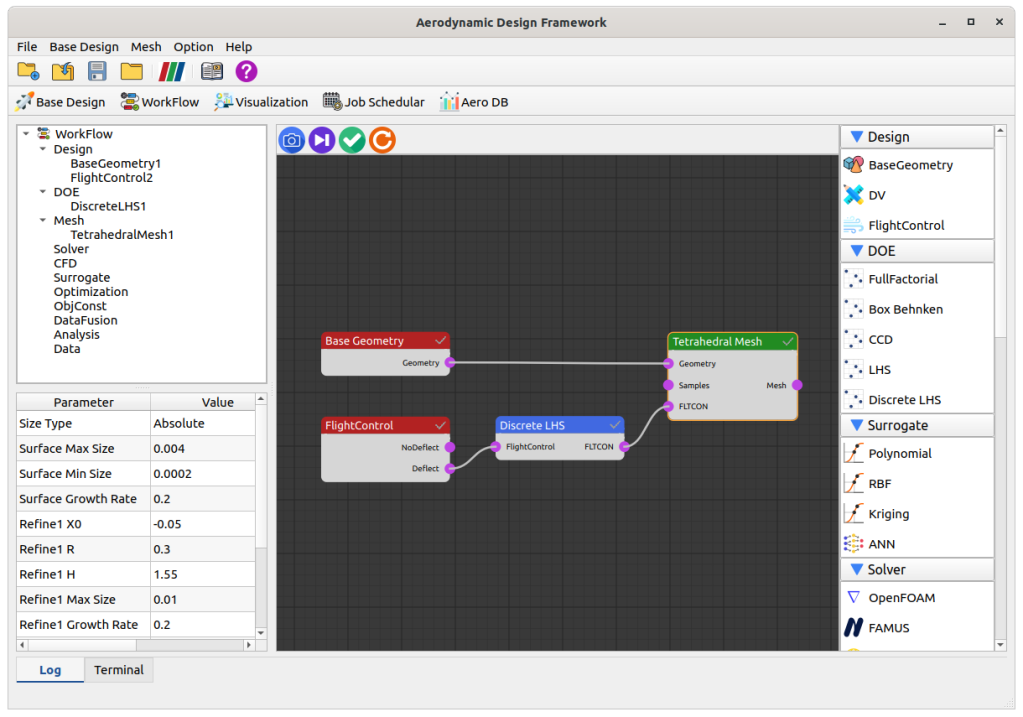 Aerodynamic Design Framework
File Base Design Mesh Option Help
Base Design WorkFlow Visualization Job Schedular Aero DB
WorkFlow
Design
BaseGeometry1
FlightControl2
DOE
DiscreteLHS1
Mesh
TetrahedralMesh1
Solver
CFD
Surrogate
Optimization
ObjConst
DataFusion
Analysis
Data
Parameter Value
Size Type Absolute
Surface Max Size 0.004
Surface Min Size 0.0002
Surface Growth Rate 0.2
Refine1 X0 -0.05
Refine1 R 0.3
Refine1 H 1.55
Refine1 Max Size 0.01
Refine1 Growth Rate 0.2
Base Geometry
Geometry
FlightControl
NoDeflect
Deflect
Discrete LHS
FlightControl FLTCON
Tetrahedral Mesh
Geometry
Samples Mesh
FLTCON
Design
BaseGeometry
DV
FlightControl
DOE
FullFactorial
Box Behnken
CCD
LHS
Discrete LHS
Surrogate
Polynomial
RBF
Kriging
ANN
Solver
OpenFOAM
FAMUS
Log Terminal